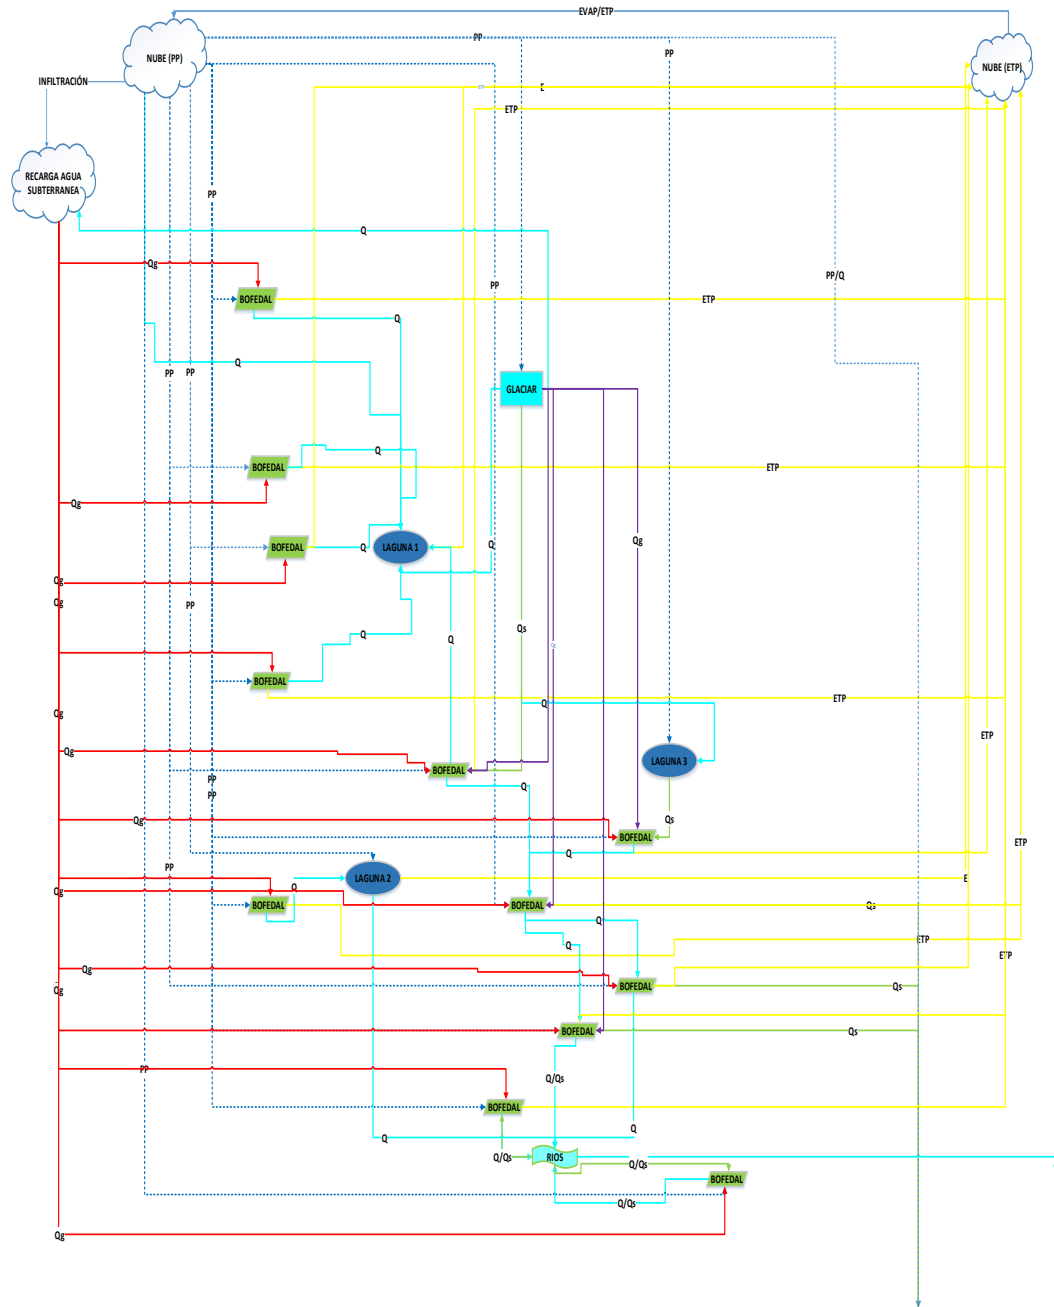 EVAP/ETP
PP
NUBE (PP)
PP
NUBE (ETP)
INFILTRACIÓN
E
ETP
RECARGA AGUA
SUBTERRANEA
PP
Q
Qg
PP/Q
PP
BOFEDAL
ETP
Q
Q
PP
PP
GLACIAR
Q
BOFEDAL
ETP
Qg
Qg
Q
BOFEDAL
Q
LAGUNA 1
Qg
Qg
Qg
PP
Qs
Q
Q
BOFEDAL
ETP
Q
Qg
ETP
Qg
LAGUNA 3
BOFEDAL
PP
Q
PP
Qg
Qs
BOFEDAL
ETP
Q
PP
LAGUNA 2
E
Q
Qg
BOFEDAL
BOFEDAL
Qs
Q
ETP
Q
ETP
Qg
BOFEDAL
Qs
Qg
BOFEDAL
Qs
PP
Q/Qs
BOFEDAL
Q
Q
Q/Qs
RIOS
Q/Qs
BOFEDAL
Q/Qs
Qg